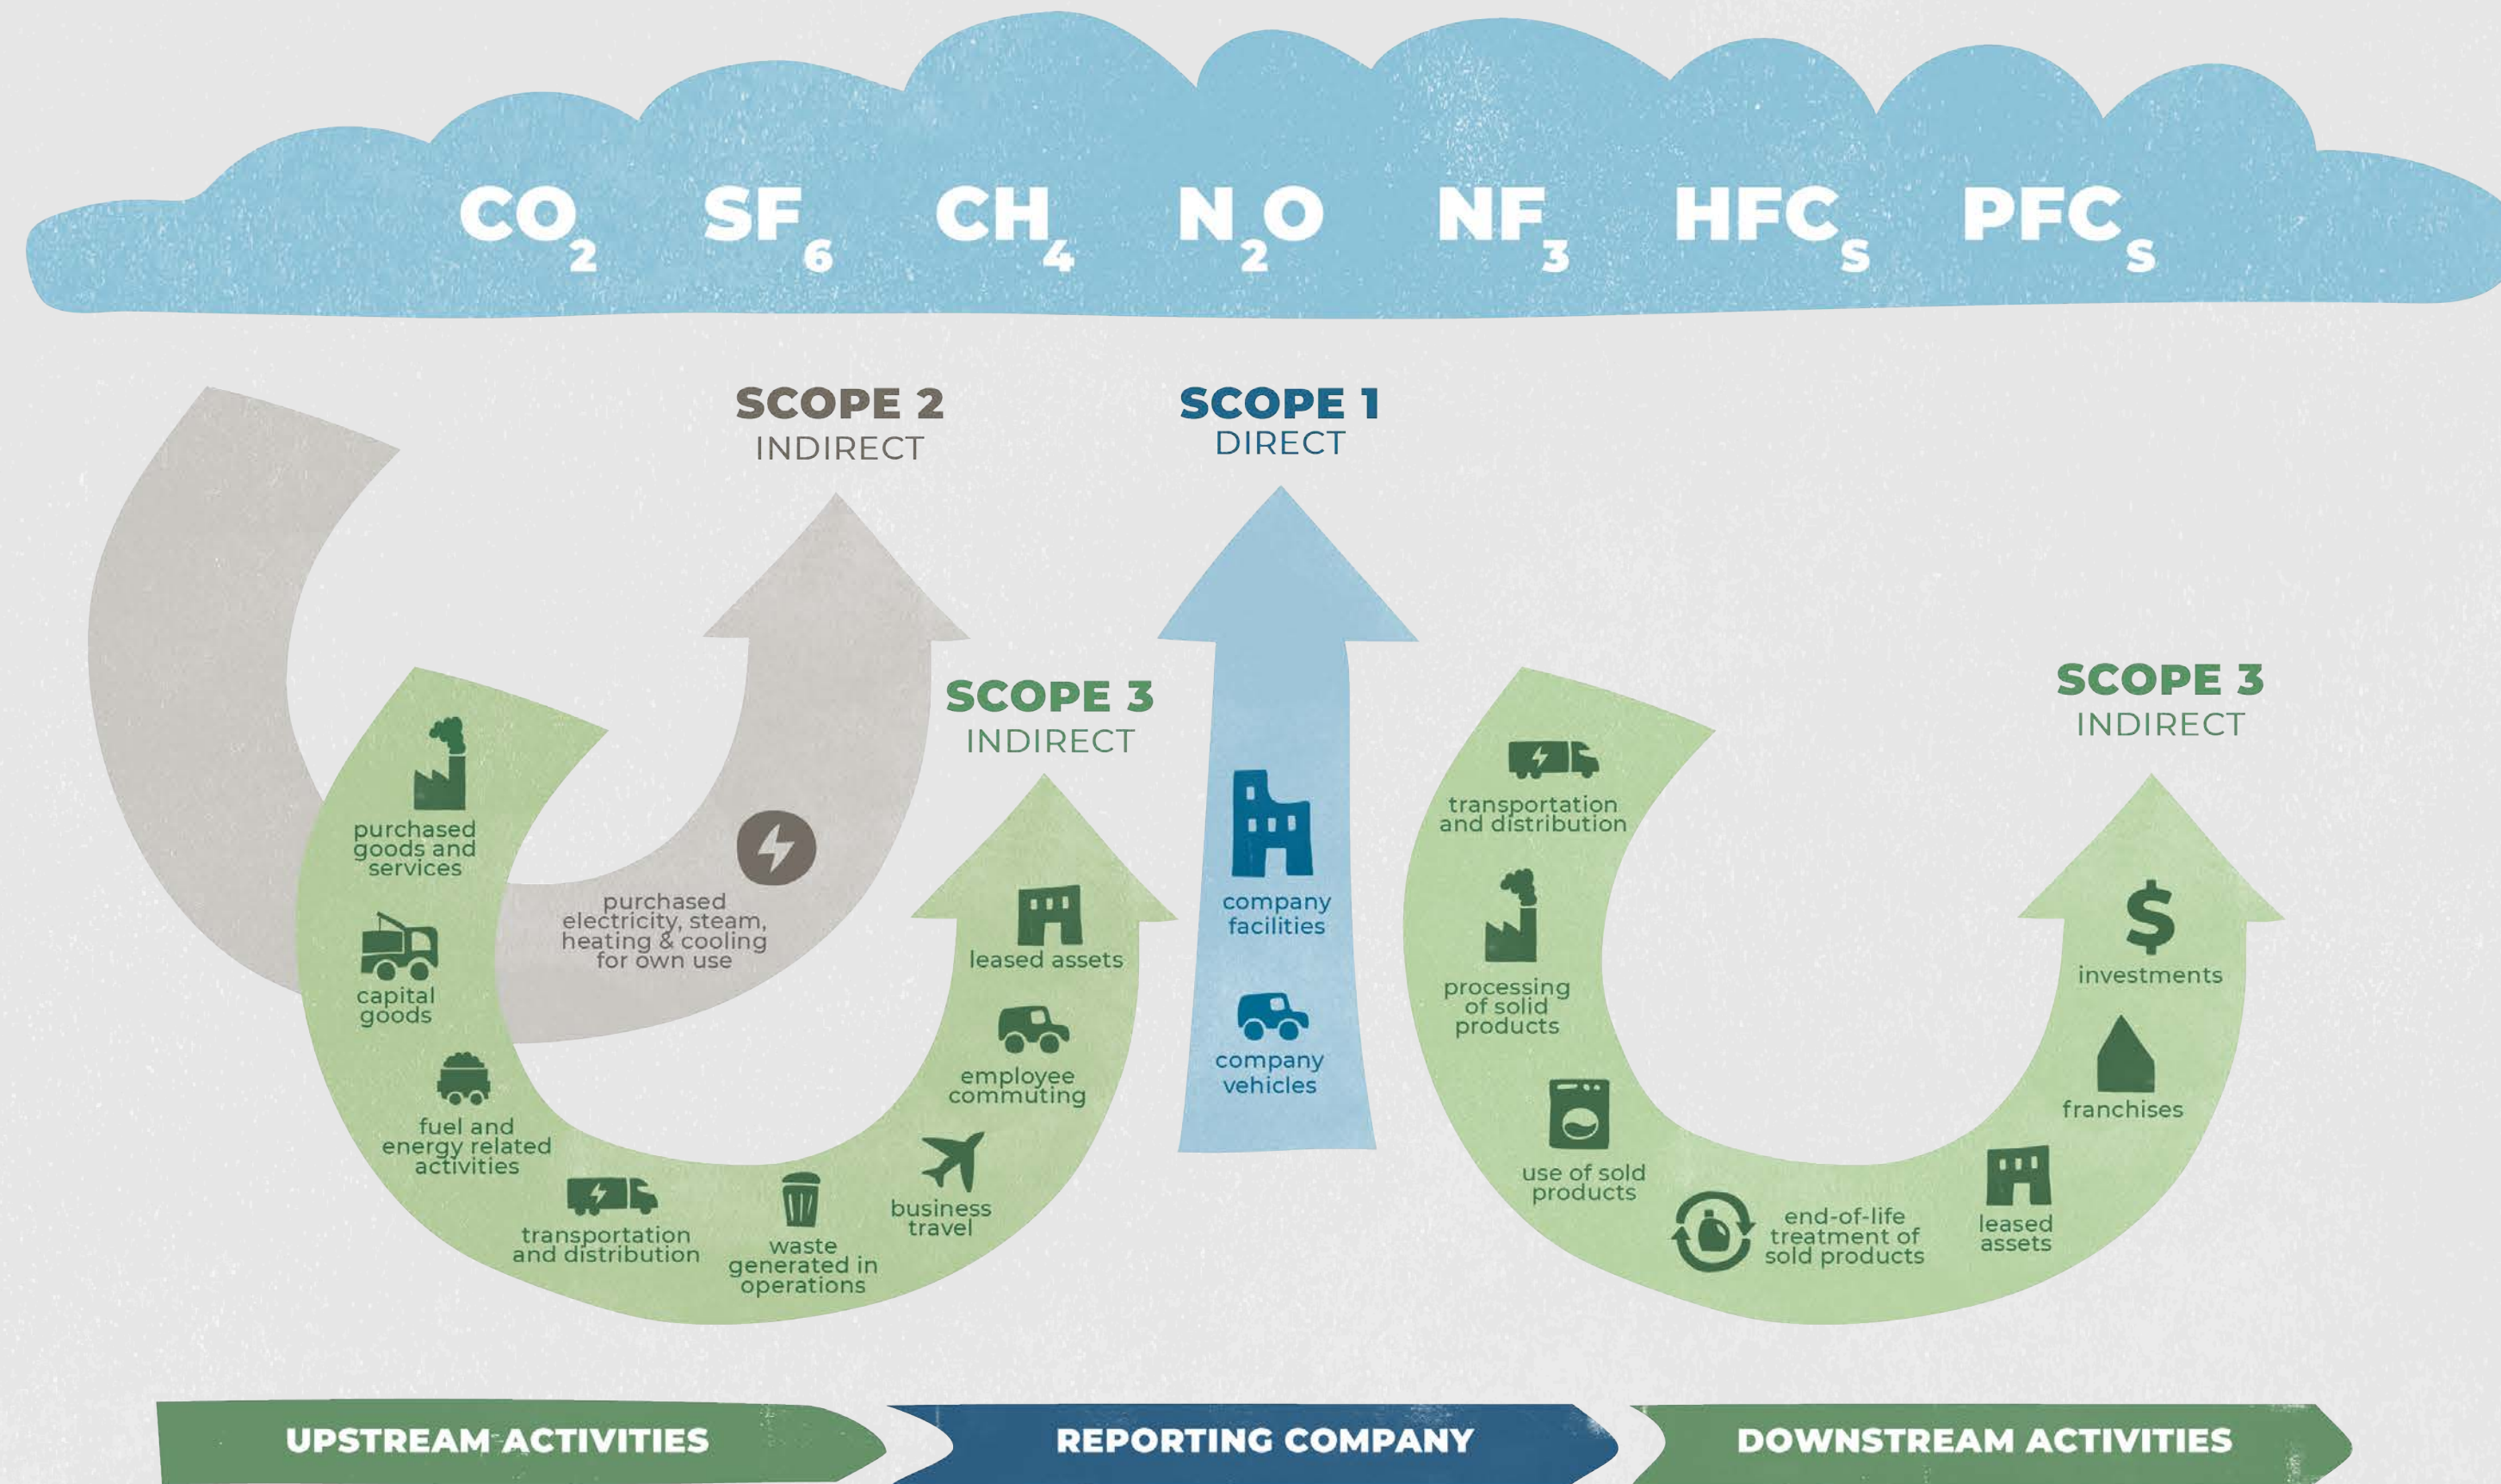 CO2 SF6 CH4 N2O NF3 HFCS PFCS
SCOPE 2
INDIRECT
SCOPE 1
DIRECT
SCOPE 3
INDIRECT
SCOPE 3
INDIRECT
purchased
goods and
services
capital
goods
fuel and
energy related
activities
transportation
and distribution
waste
generated in
operations
business
travel
employee
commuting
leased assets
purchased
electricity, steam,
heating & cooling
for own use
company
facilities
company
vehicles
transportation
and distribution
processing
of solid
products
use of sold
products
end-of-life
treatment of
sold products
leased
assets
franchises
$
investments
UPSTREAM ACTIVITIES
REPORTING COMPANY
DOWNSTREAM ACTIVITIES